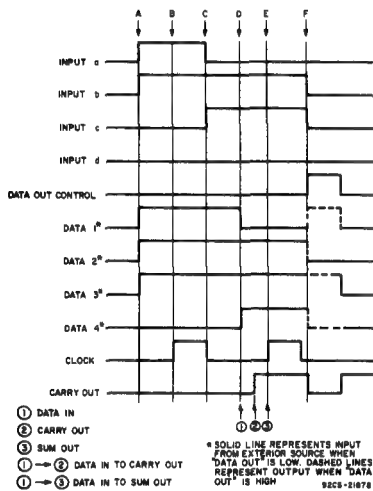 A B C D E F
INPUT a
INPUT b
INPUT c
INPUT d
DATA OUT CONTROL
DATA 1*
DATA 2*
DATA 3*
DATA 4*
CLOCK
CARRY OUT
① ② ③
① DATA IN
② CARRY OUT
③ SUM OUT
① → ② DATA IN TO CARRY OUT
① → ③ DATA IN TO SUM OUT
* SOLID LINE REPRESENTS INPUT
FROM EXTERIOR SOURCE WHEN
"DATA OUT" IS LOW. DASHED LINES
REPRESENT OUTPUT WHEN "DATA
OUT" IS HIGH
92CS-21878